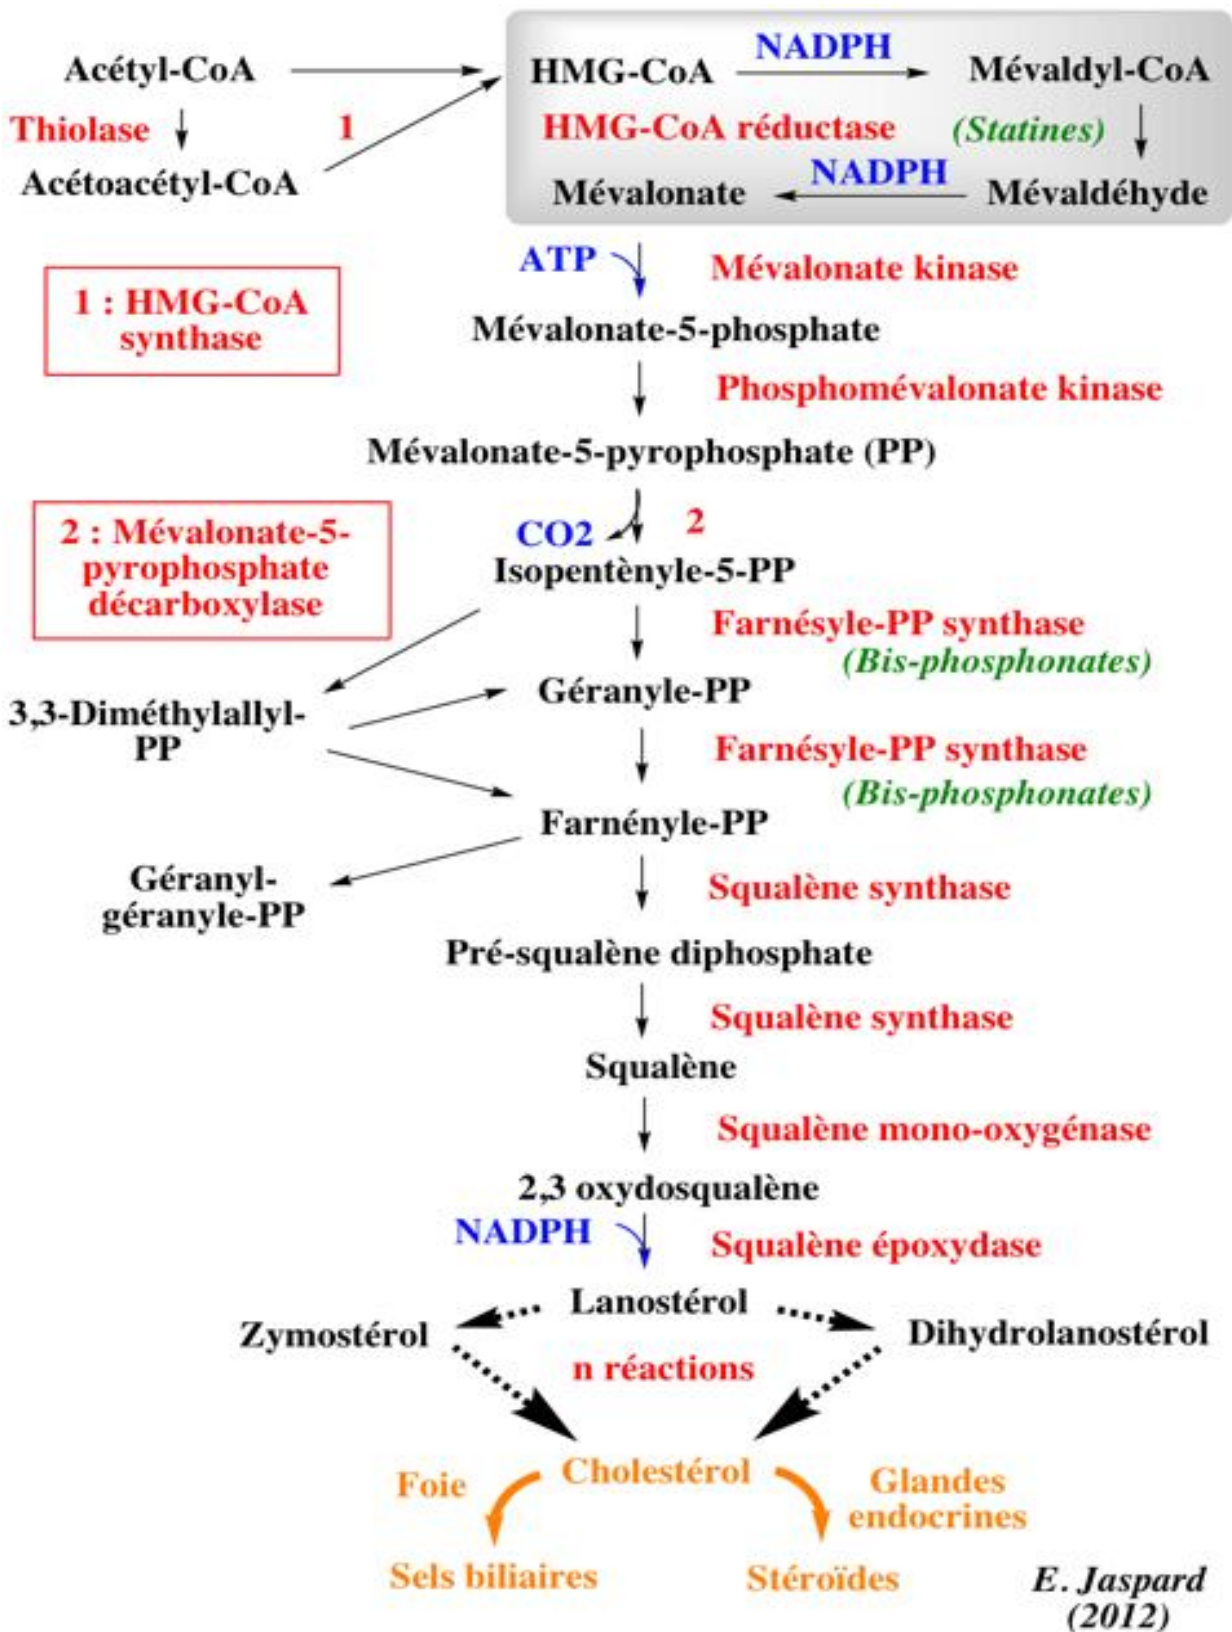 Acétyl-CoA
HMG-CoA
NADPH
Mévaldyl-CoA
Thiolase
1
HMG-CoA réductase
(Statines)
Acétoacétyl-CoA
Mévalonate
NADPH
Mévaldéhyde
ATP
Mévalonate kinase
1 : HMG-CoA
synthase
Mévalonate-5-phosphate
Phosphomévalonate kinase
Mévalonate-5-pyrophosphate (PP)
2 : Mévalonate-5-
pyrophosphate
décarboxylase
CO2
2
Isopentènyle-5-PP
Farnésyle-PP synthase
(Bis-phosphonates)
3,3-Diméthylallyl-
PP
Géranyle-PP
Farnésyle-PP synthase
(Bis-phosphonates)
Farnényle-PP
Géranyl-
géranyle-PP
Squalène synthase
Pré-squalène diphosphate
Squalène synthase
Squalène
Squalène mono-oxygénase
2,3 oxydosqualène
NADPH
Squalène époxydase
Lanostérol
Zymostérol
Dihydrolanostérol
n réactions
Cholestérol
Foie
Glandes
endocrines
Sels biliaires
Stéroïdes
E. Jaspard
(2012)